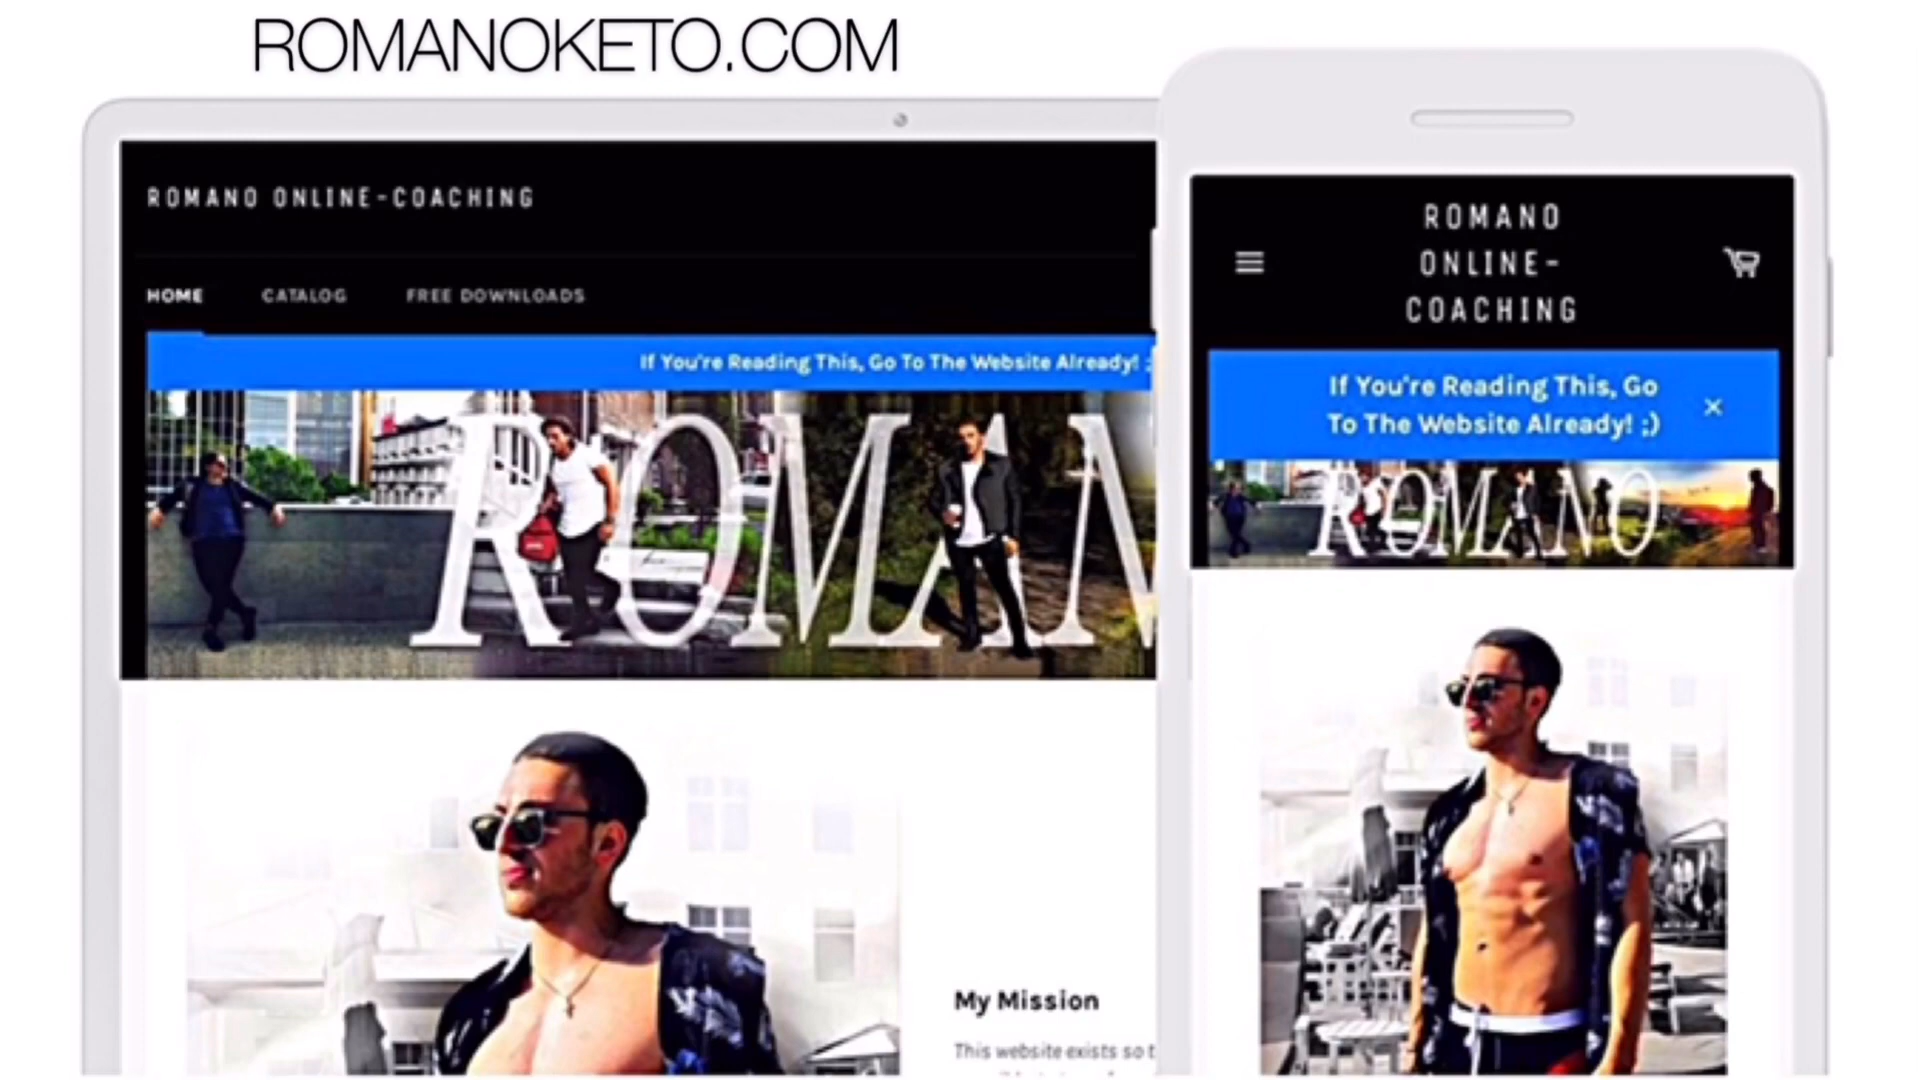 ROMANOKETO.COM
ROMANO ONLINE-COACHING
HOME CATALOG FREE DOWNLOADS
If You're Reading This, Go To The Website Already! ;
ROMAN
My Mission
This website exists so t
ROMANO
ONLINE-
COACHING
If You're Reading This, Go
To The Website Already! ;)
ROMANO